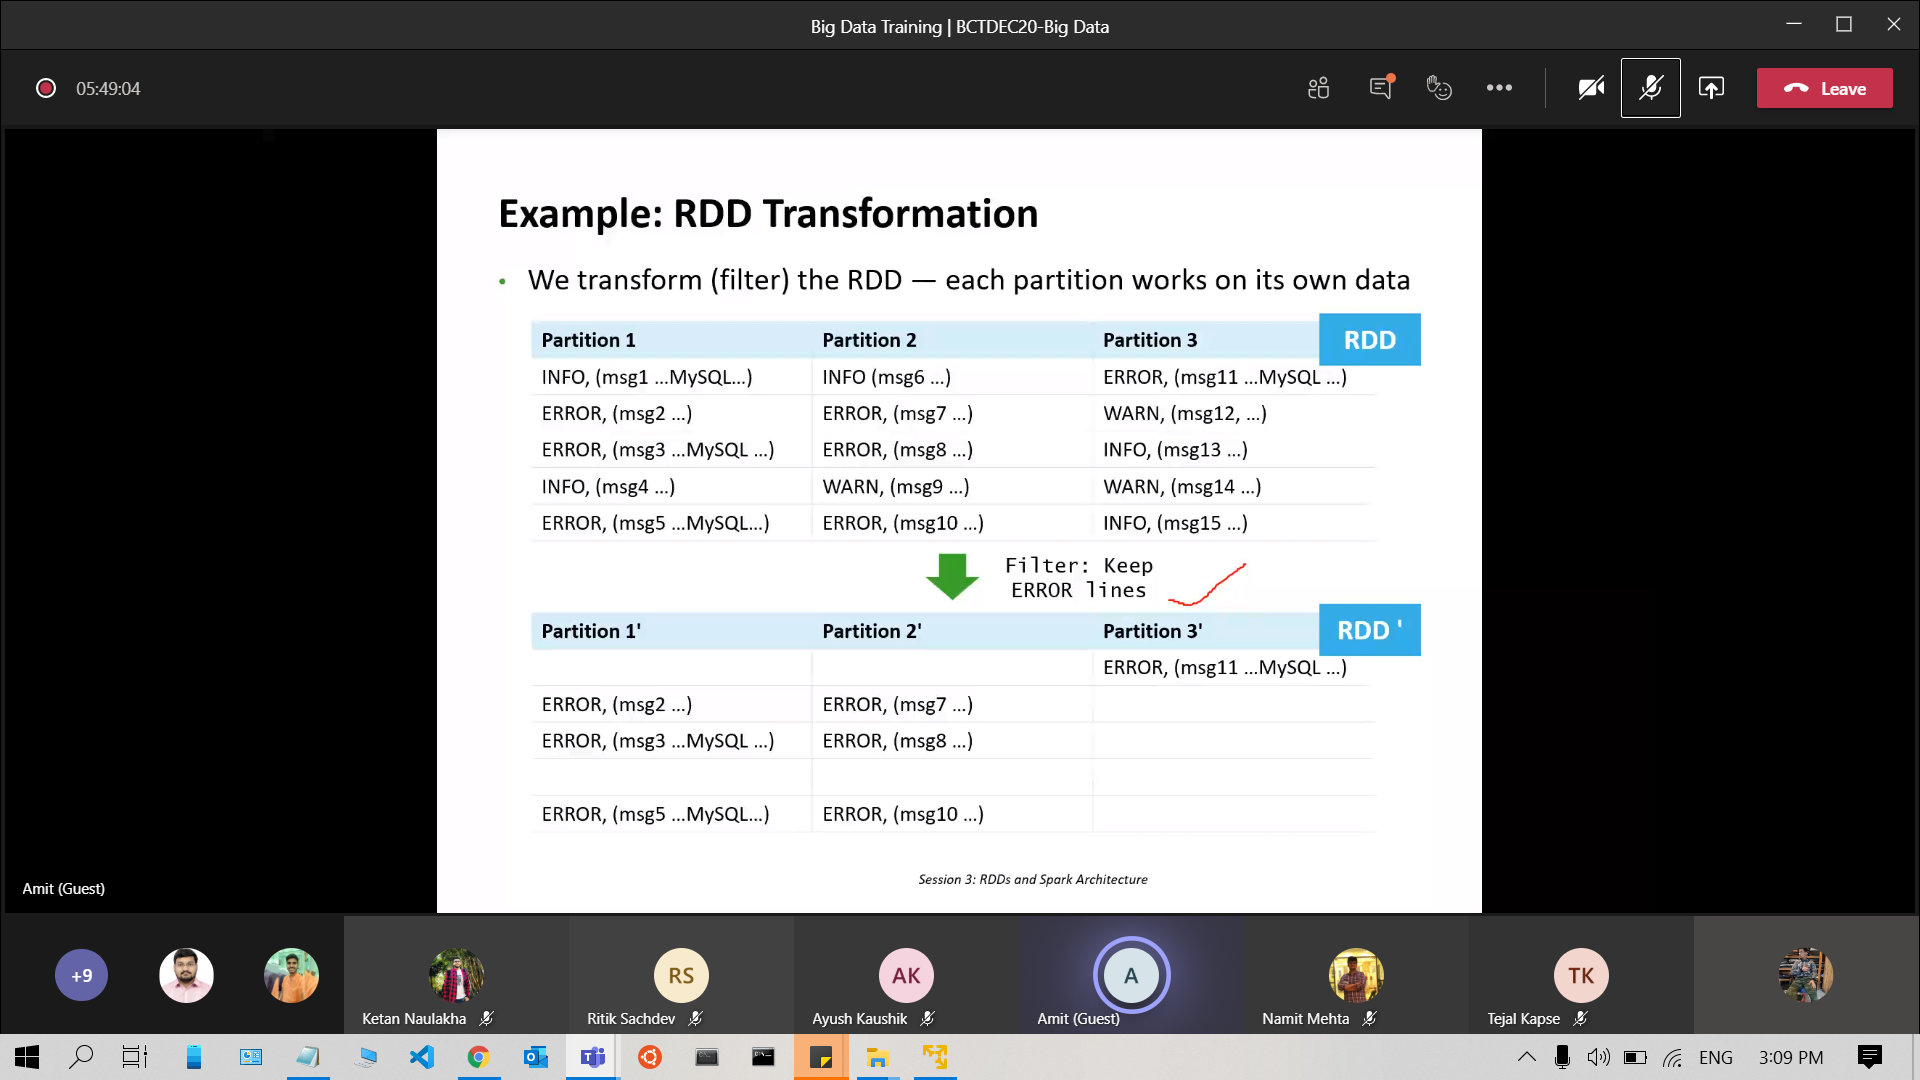 Big Data Training | BCTDEC20-Big Data
05:49:04
Leave
Example: RDD Transformation
• We transform (filter) the RDD — each partition works on its own data
Partition 1 Partition 2 Partition 3 RDD
INFO, (msg1 ...MySQL...) INFO (msg6 ...) ERROR, (msg11 ...MySQL ...)
ERROR, (msg2 ...) ERROR, (msg7 ...) WARN, (msg12, ...)
ERROR, (msg3 ...MySQL ...) ERROR, (msg8 ...) INFO, (msg13 ...)
INFO, (msg4 ...) WARN, (msg9 ...) WARN, (msg14 ...)
ERROR, (msg5 ...MySQL...) ERROR, (msg10 ...) INFO, (msg15 ...)
Filter: Keep
ERROR lines
Partition 1' Partition 2' Partition 3' RDD '
ERROR, (msg11 ...MySQL ...)
ERROR, (msg2 ...) ERROR, (msg7 ...)
ERROR, (msg3 ...MySQL ...) ERROR, (msg8 ...)
ERROR, (msg5 ...MySQL...) ERROR, (msg10 ...)
Session 3: RDDs and Spark Architecture
Amit (Guest)
+9 RS AK A TK
Ketan Naulakha Ritik Sachdev Ayush Kaushik Amit (Guest) Namit Mehta Tejal Kapse
ENG 3:09 PM